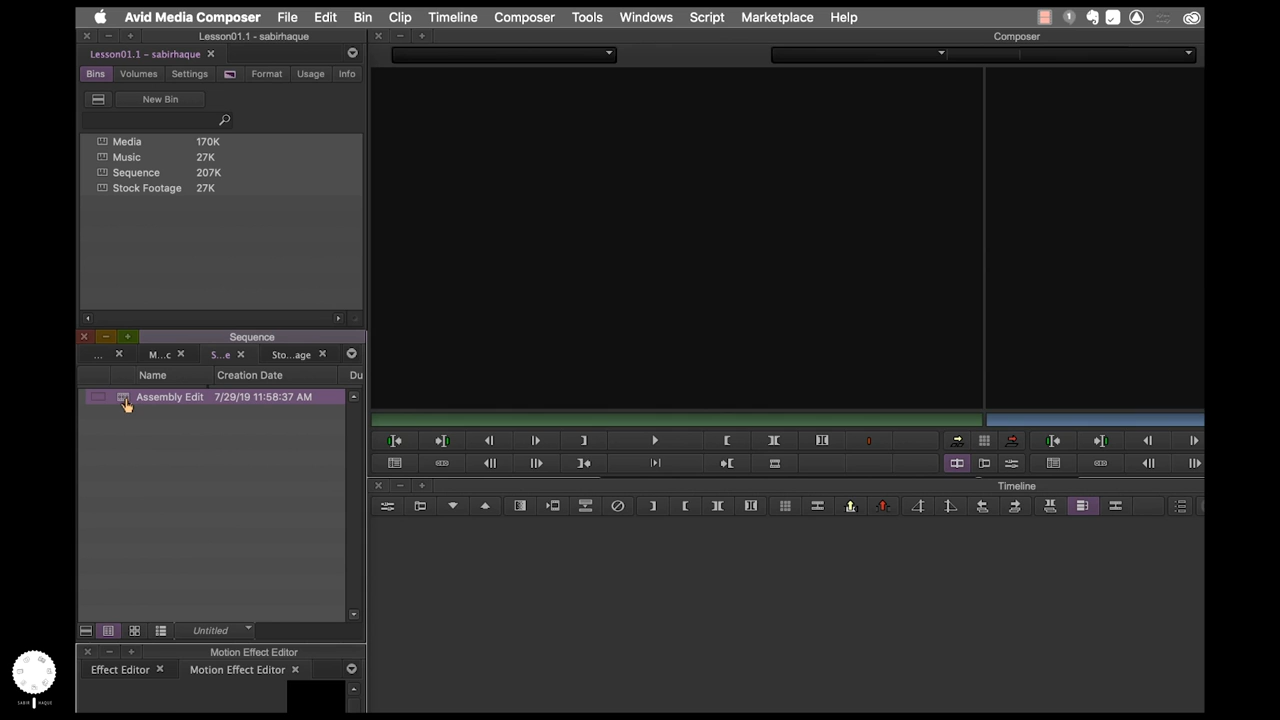 Avid Media Composer File Edit Bin Clip Timeline Composer Tools Windows Script Marketplace Help
Lesson01.1 - sabirhaque
Composer
Lesson01.1 - sabirhaque
Bins Volumes Settings Format Usage Info
New Bin
Media 170K
Music 27K
Sequence 207K
Stock Footage 27K
Sequence
... M...c S...e Sto...age
Name Creation Date Du
Assembly Edit 7/29/19 11:58:37 AM
Timeline
Untitled
Motion Effect Editor
Effect Editor Motion Effect Editor
SABIR HAQUE